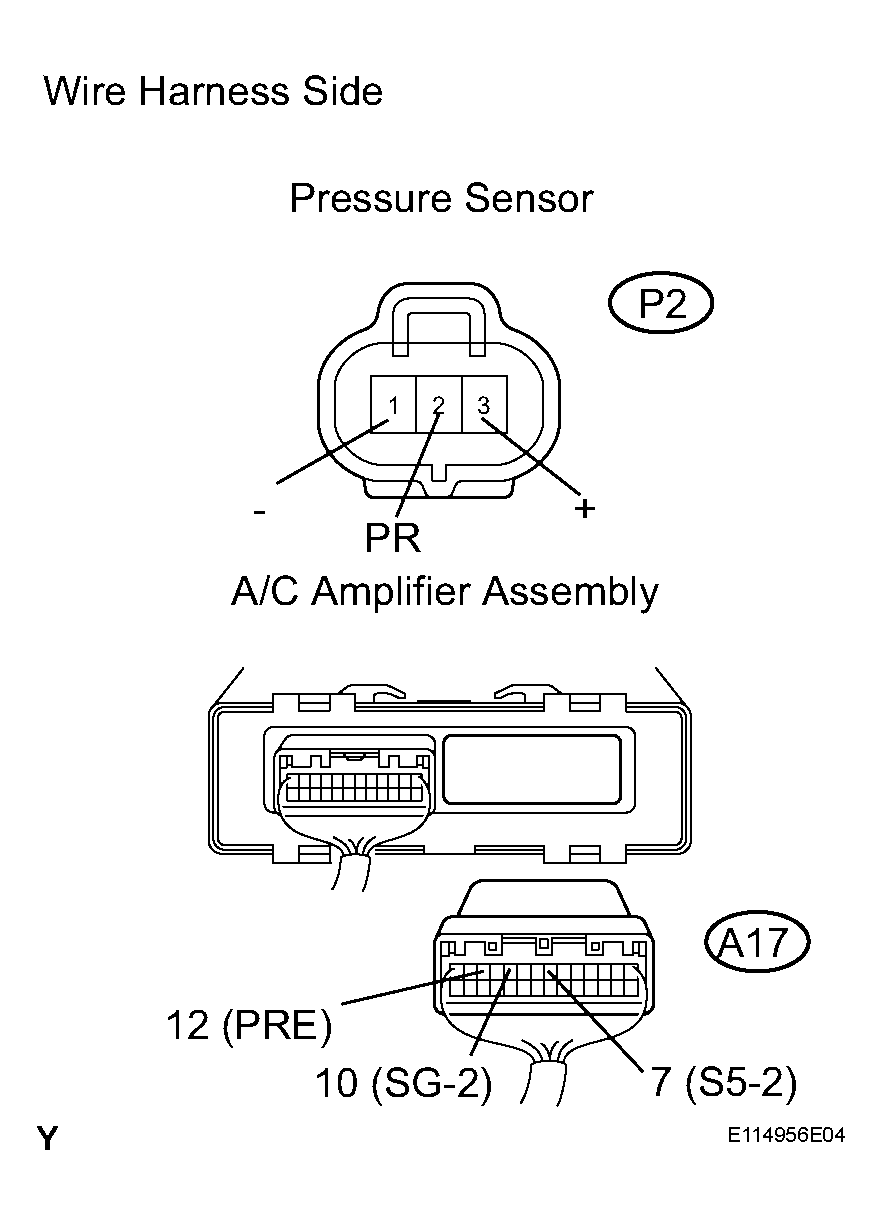 Wire Harness Side
Pressure Sensor
P2
1 2 3
- +
PR
A/C Amplifier Assembly
A17
12 (PRE)
10 (SG-2) 7 (S5-2)
Y E114956E04